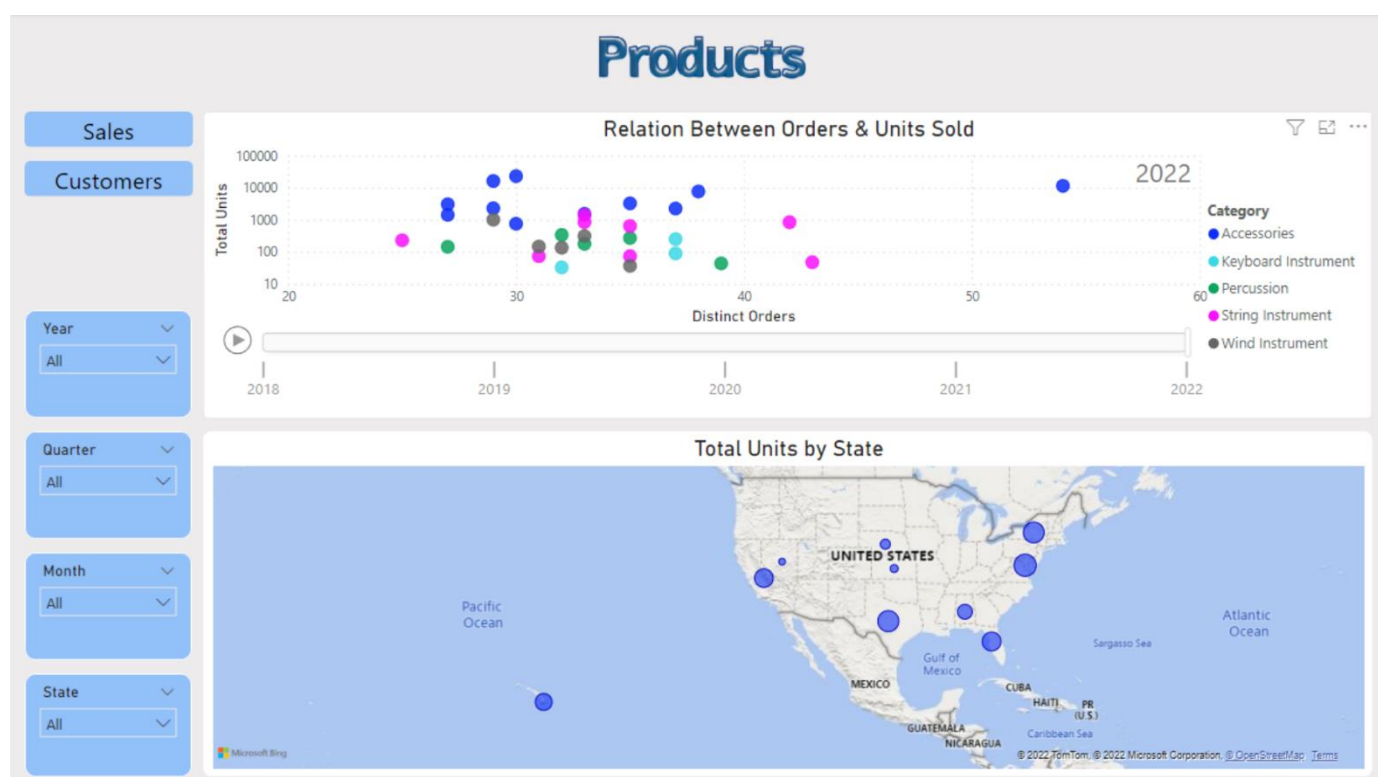 Products
Sales
Customers
Year
All
Quarter
All
Month
All
State
All
Relation Between Orders & Units Sold
2022
Total Units
100000
10000
1000
100
10
20 30 40 50 60
Distinct Orders
Category
Accessories
Keyboard Instrument
Percussion
String Instrument
Wind Instrument
2018 2019 2020 2021 2022
Total Units by State
UNITED STATES
Pacific
Ocean
Atlantic
Ocean
Sargasso Sea
Gulf of
Mexico
MEXICO
CUBA
HAITI
PR
(U.S.)
GUATEMALA
Caribbean Sea
NICARAGUA
Microsoft Bing
© 2022 TomTom, © 2022 Microsoft Corporation, © OpenStreetMap Terms